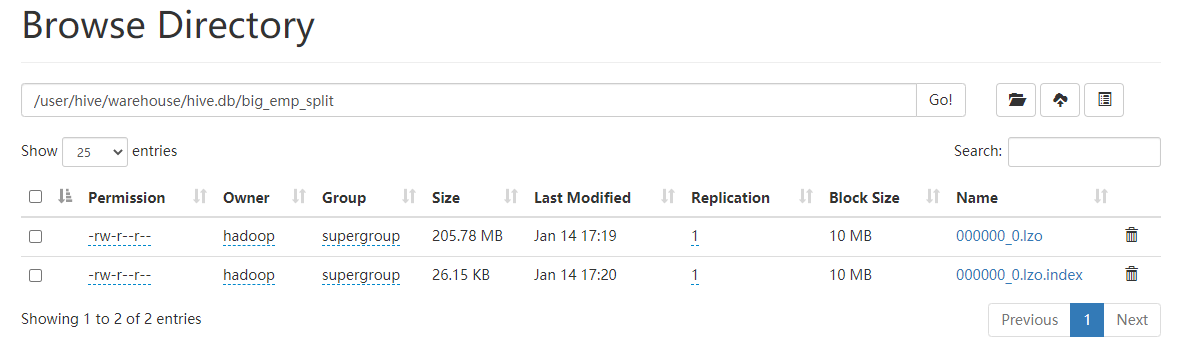 Browse Directory
/user/hive/warehouse/hive.db/big_emp_split Go!
Show 25 entries Search:
Permission Owner Group Size Last Modified Replication Block Size Name
-rw-r--r-- hadoop supergroup 205.78 MB Jan 14 17:19 1 10 MB 000000_0.lzo
-rw-r--r-- hadoop supergroup 26.15 KB Jan 14 17:20 1 10 MB 000000_0.lzo.index
Showing 1 to 2 of 2 entries Previous 1 Next